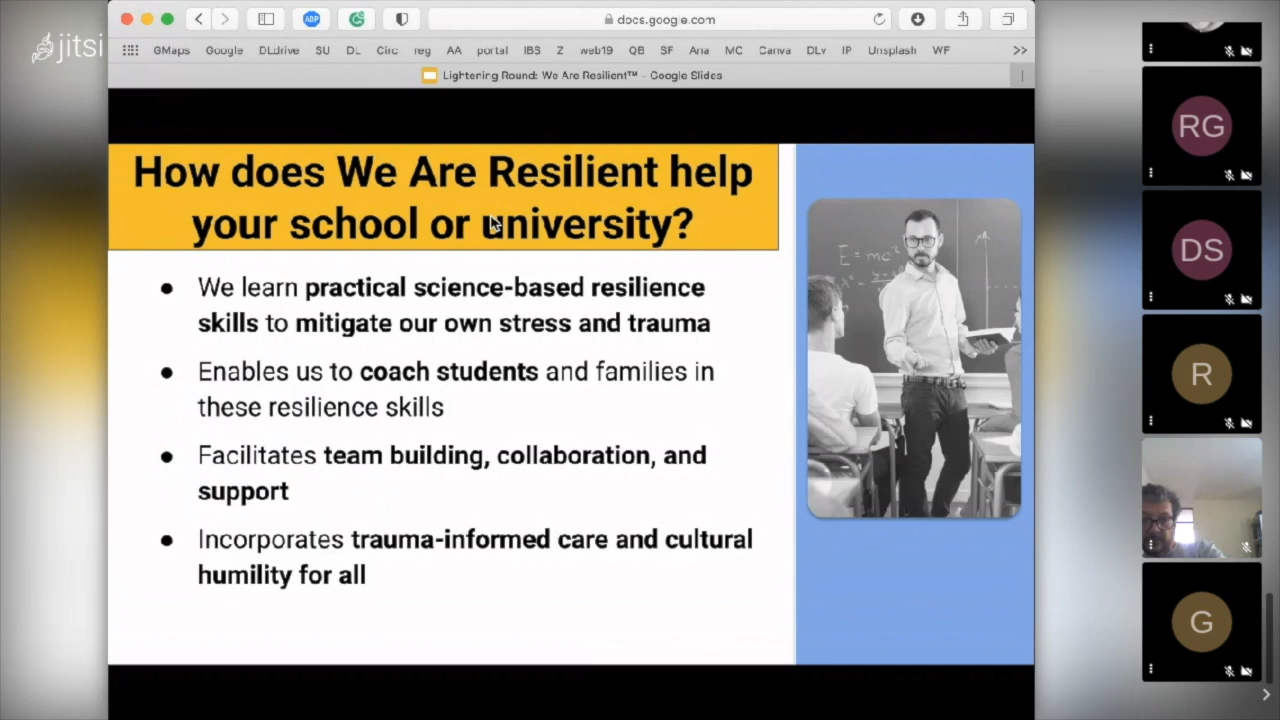 jitsi
docs.google.com
GMaps Google DLdrive SU DL Circ reg AA portal IBS Z web19 QB SF Ana MC Canva DLv IP Unsplash WF >>
Lightening Round: We Are Resilient™ - Google Slides
How does We Are Resilient help
your school or university?
● We learn practical science-based resilience
skills to mitigate our own stress and trauma
● Enables us to coach students and families in
these resilience skills
● Facilitates team building, collaboration, and
support
● Incorporates trauma-informed care and cultural
humility for all
E = mc²
ABP
RG
DS
R
G